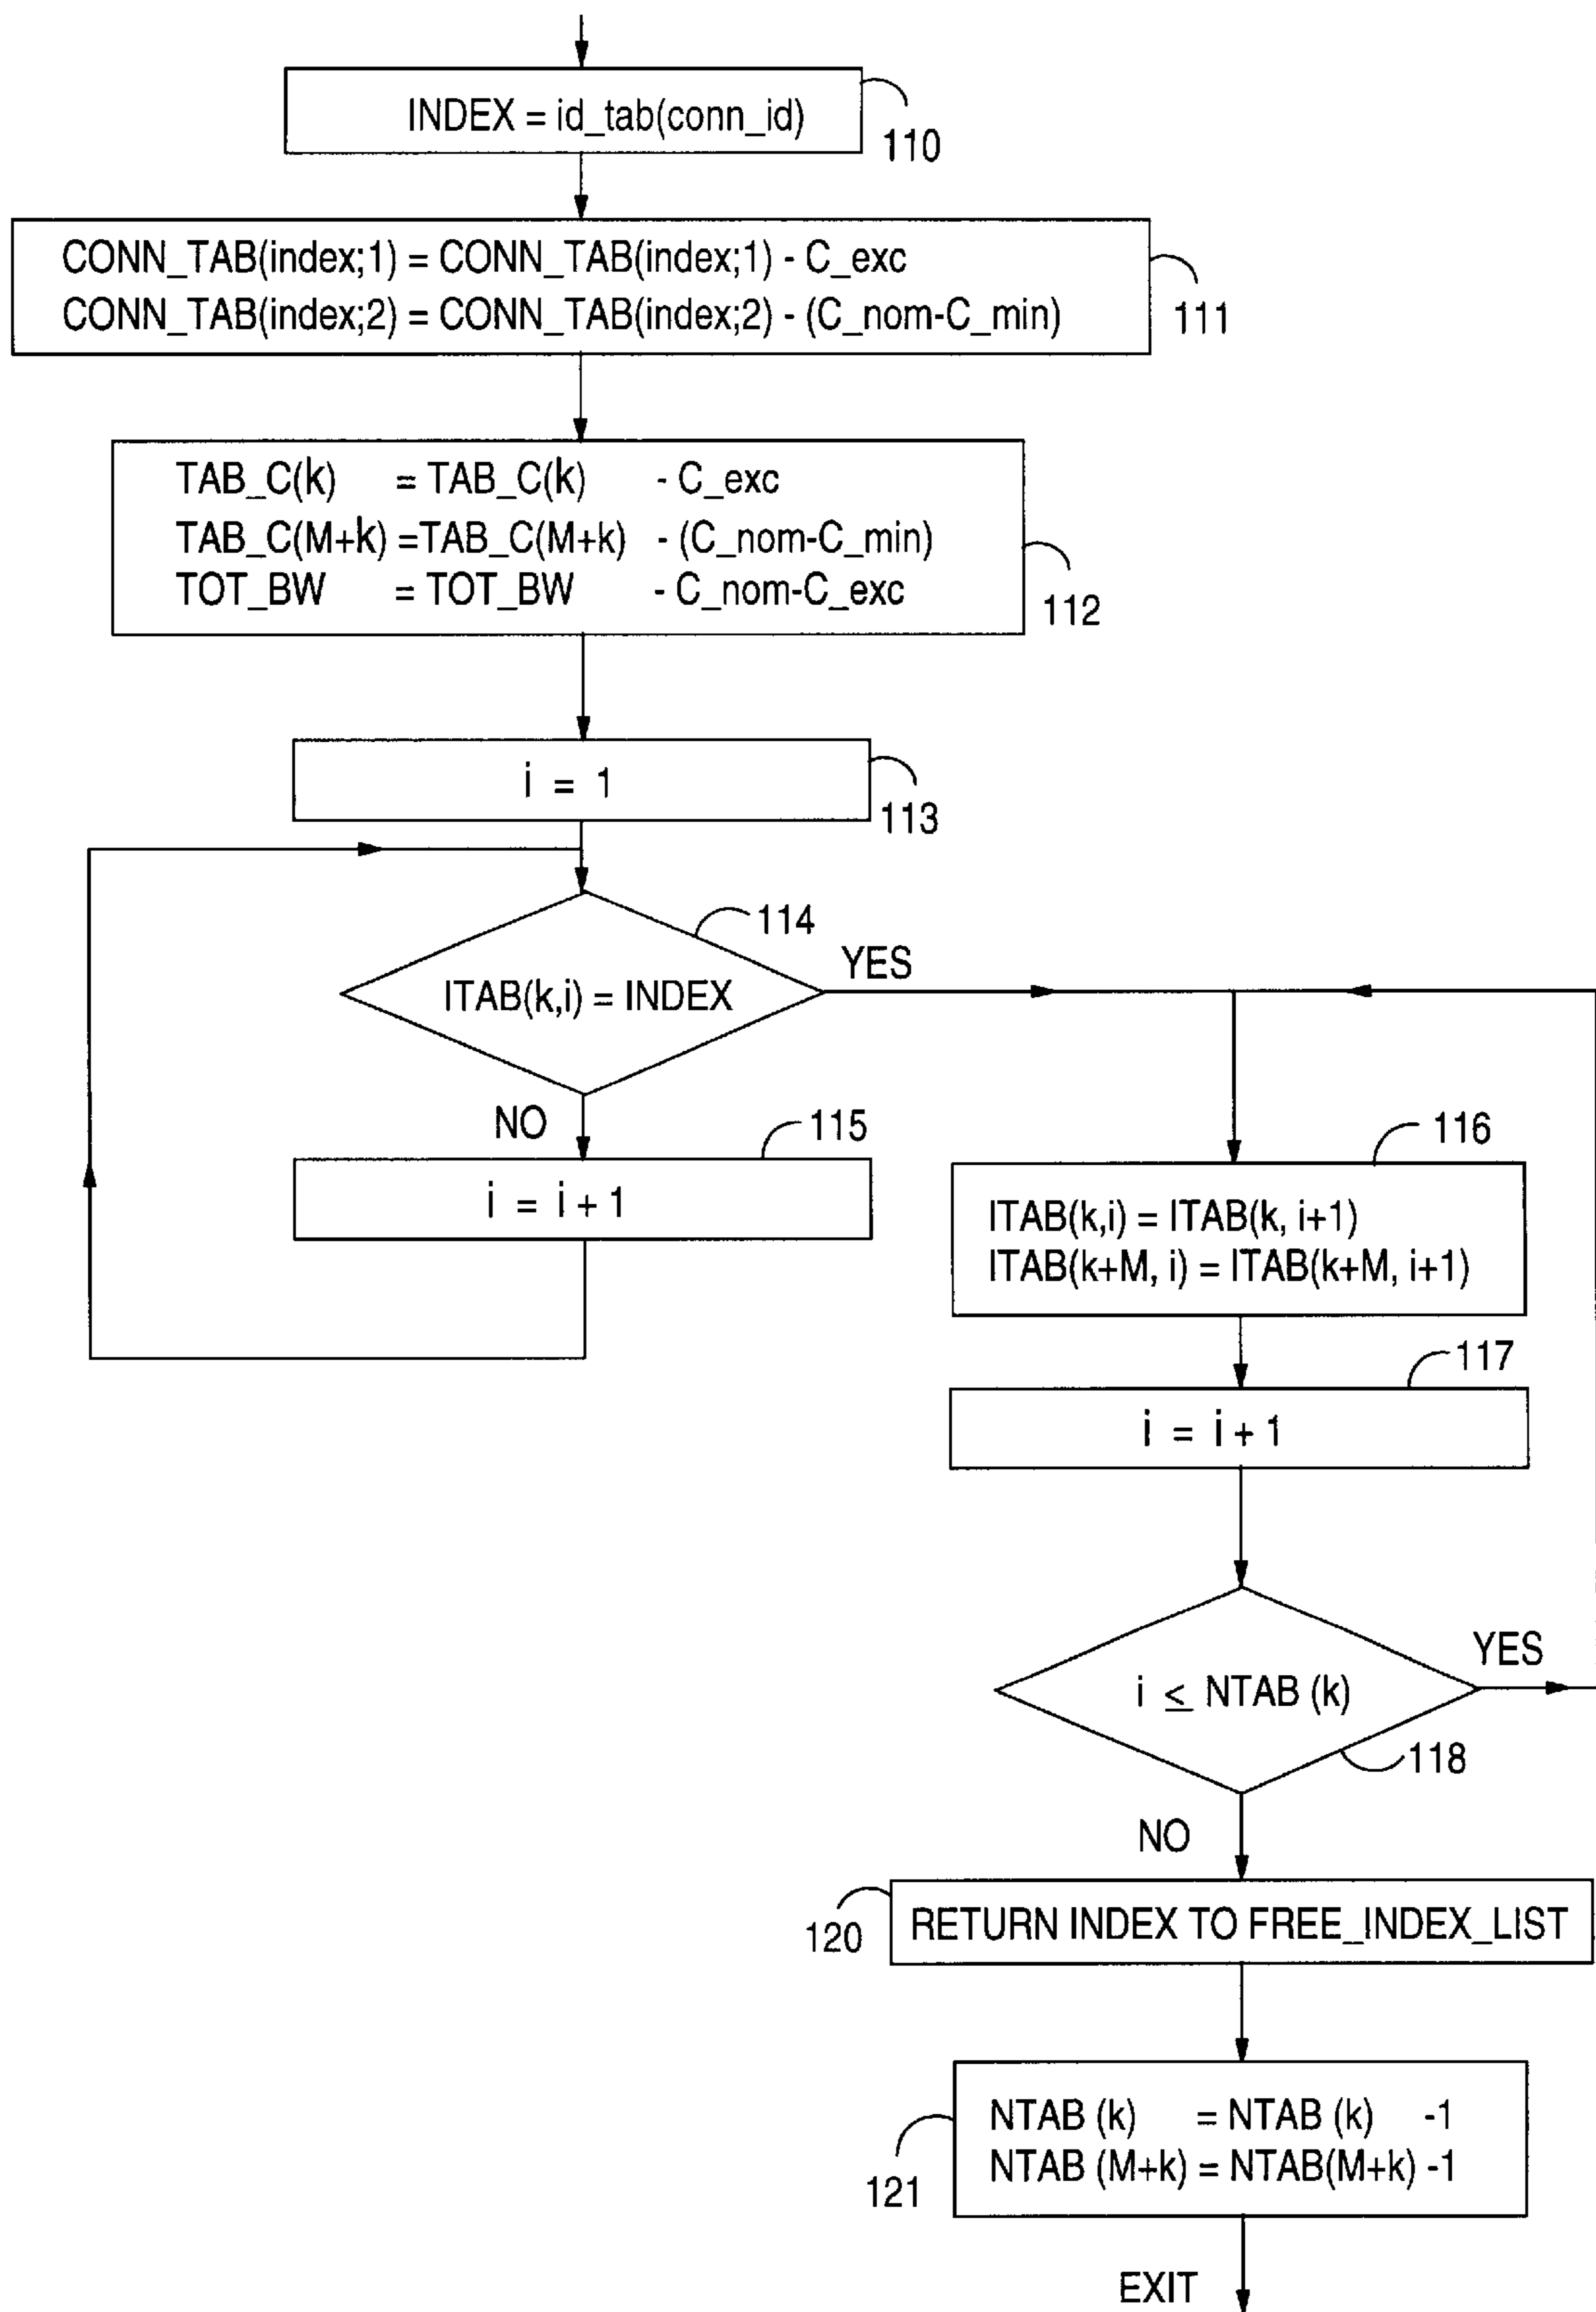 INDEX = id_tab(conn_id)
110
CONN_TAB(index;1) = CONN_TAB(index;1) - C_exc
CONN_TAB(index;2) = CONN_TAB(index;2) - (C_nom-C_min)
111
TAB_C(k) = TAB_C(k) - C_exc
TAB_C(M+k) =TAB_C(M+k) - (C_nom-C_min)
TOT_BW = TOT_BW - C_nom-C_exc
112
i = 1
113
114
ITAB(k,i) = INDEX
YES
NO
115
i = i + 1
116
ITAB(k,i) = ITAB(k, i+1)
ITAB(k+M, i) = ITAB(k+M, i+1)
117
i = i + 1
i ≤ NTAB (k)
YES
118
NO
120
RETURN INDEX TO FREE_INDEX_LIST
NTAB (k) = NTAB (k) -1
NTAB (M+k) = NTAB(M+k) -1
121
EXIT